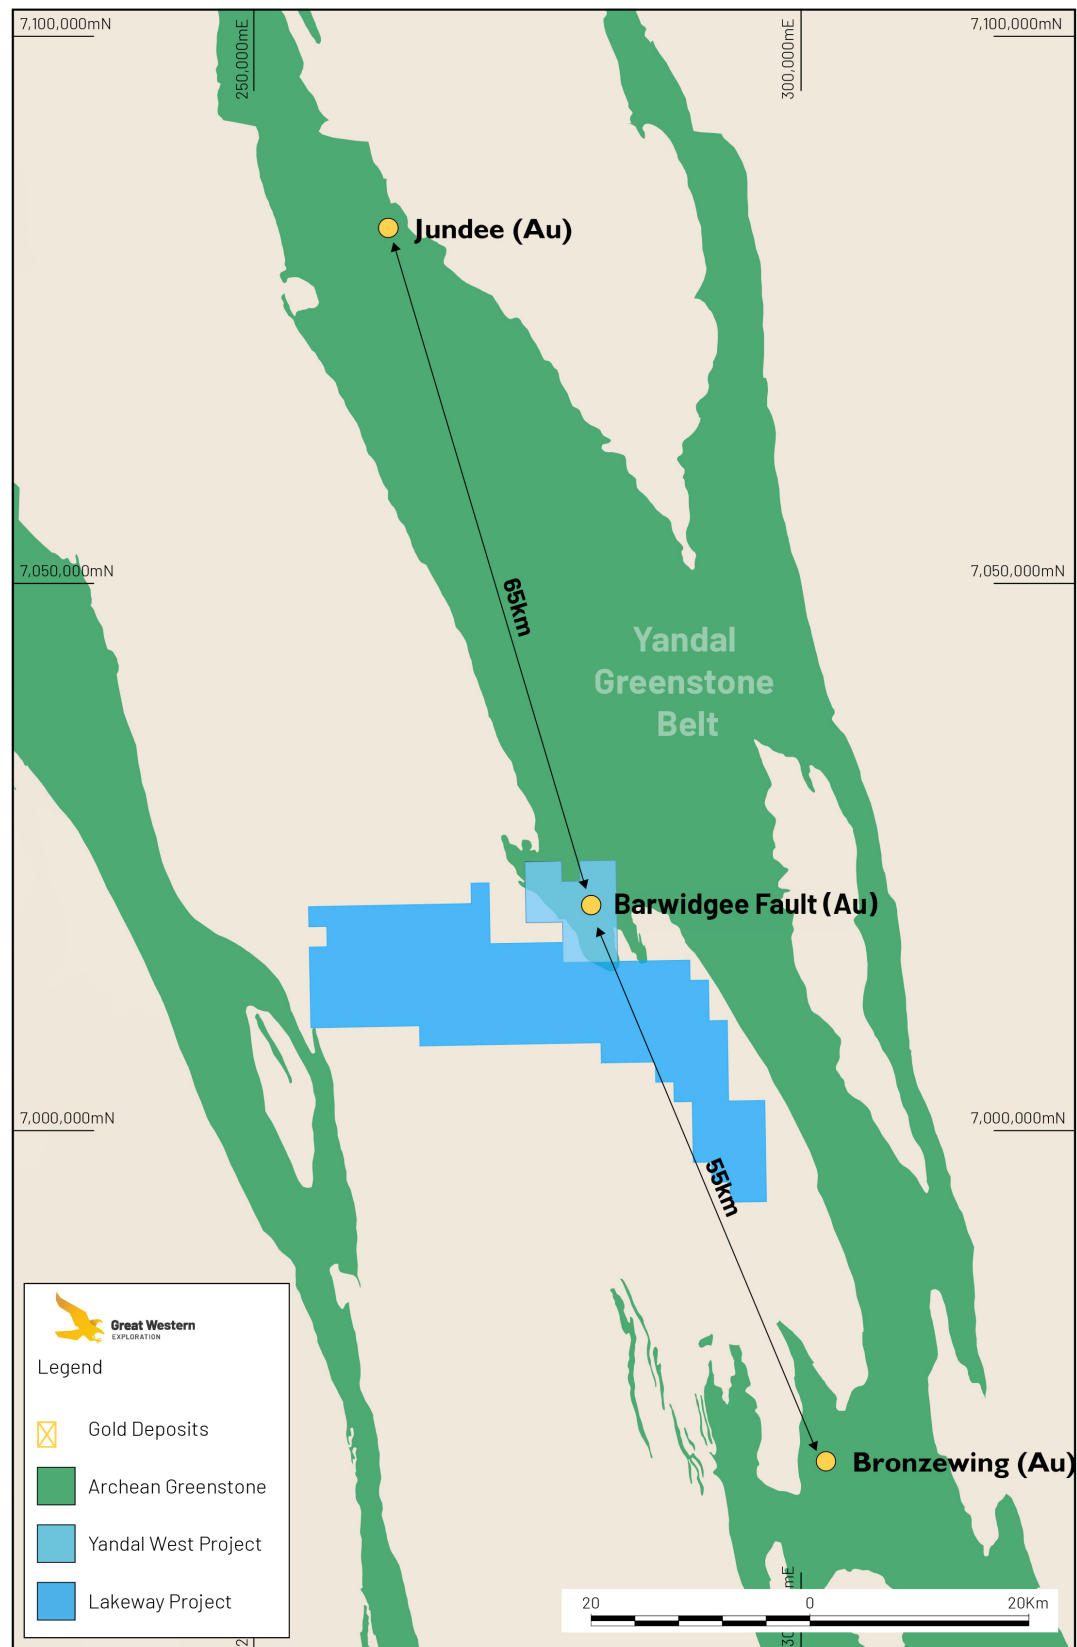 7,100,000mN
7,100,000mN
250,000mE
300,000mE
Jundee (Au)
7,050,000mN
7,050,000mN
65km
Yandal
Greenstone
Belt
Barwidgee Fault (Au)
7,000,000mN
7,000,000mN
55km
Great Western
EXPLORATION
Legend
Gold Deposits
Archean Greenstone
Yandal West Project
Lakeway Project
Bronzewing (Au)
20 0 20Km